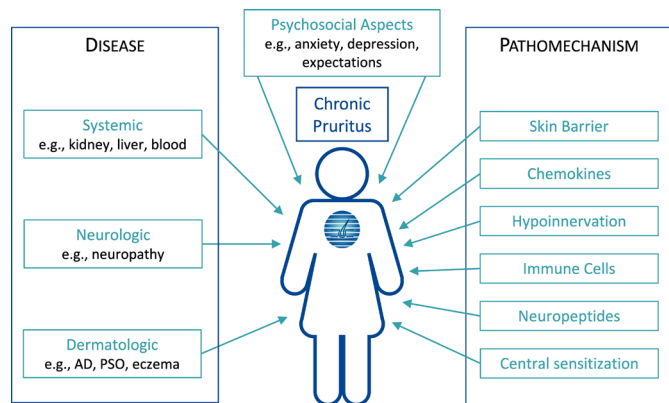 DISEASE
Systemic
e.g., kidney, liver, blood
Neurologic
e.g., neuropathy
Dermatologic
e.g., AD, PSO, eczema
Psychosocial Aspects
e.g., anxiety, depression,
expectations
Chronic
Pruritus
PATHOMECHANISM
Skin Barrier
Chemokines
Hypoinnervation
Immune Cells
Neuropeptides
Central sensitization